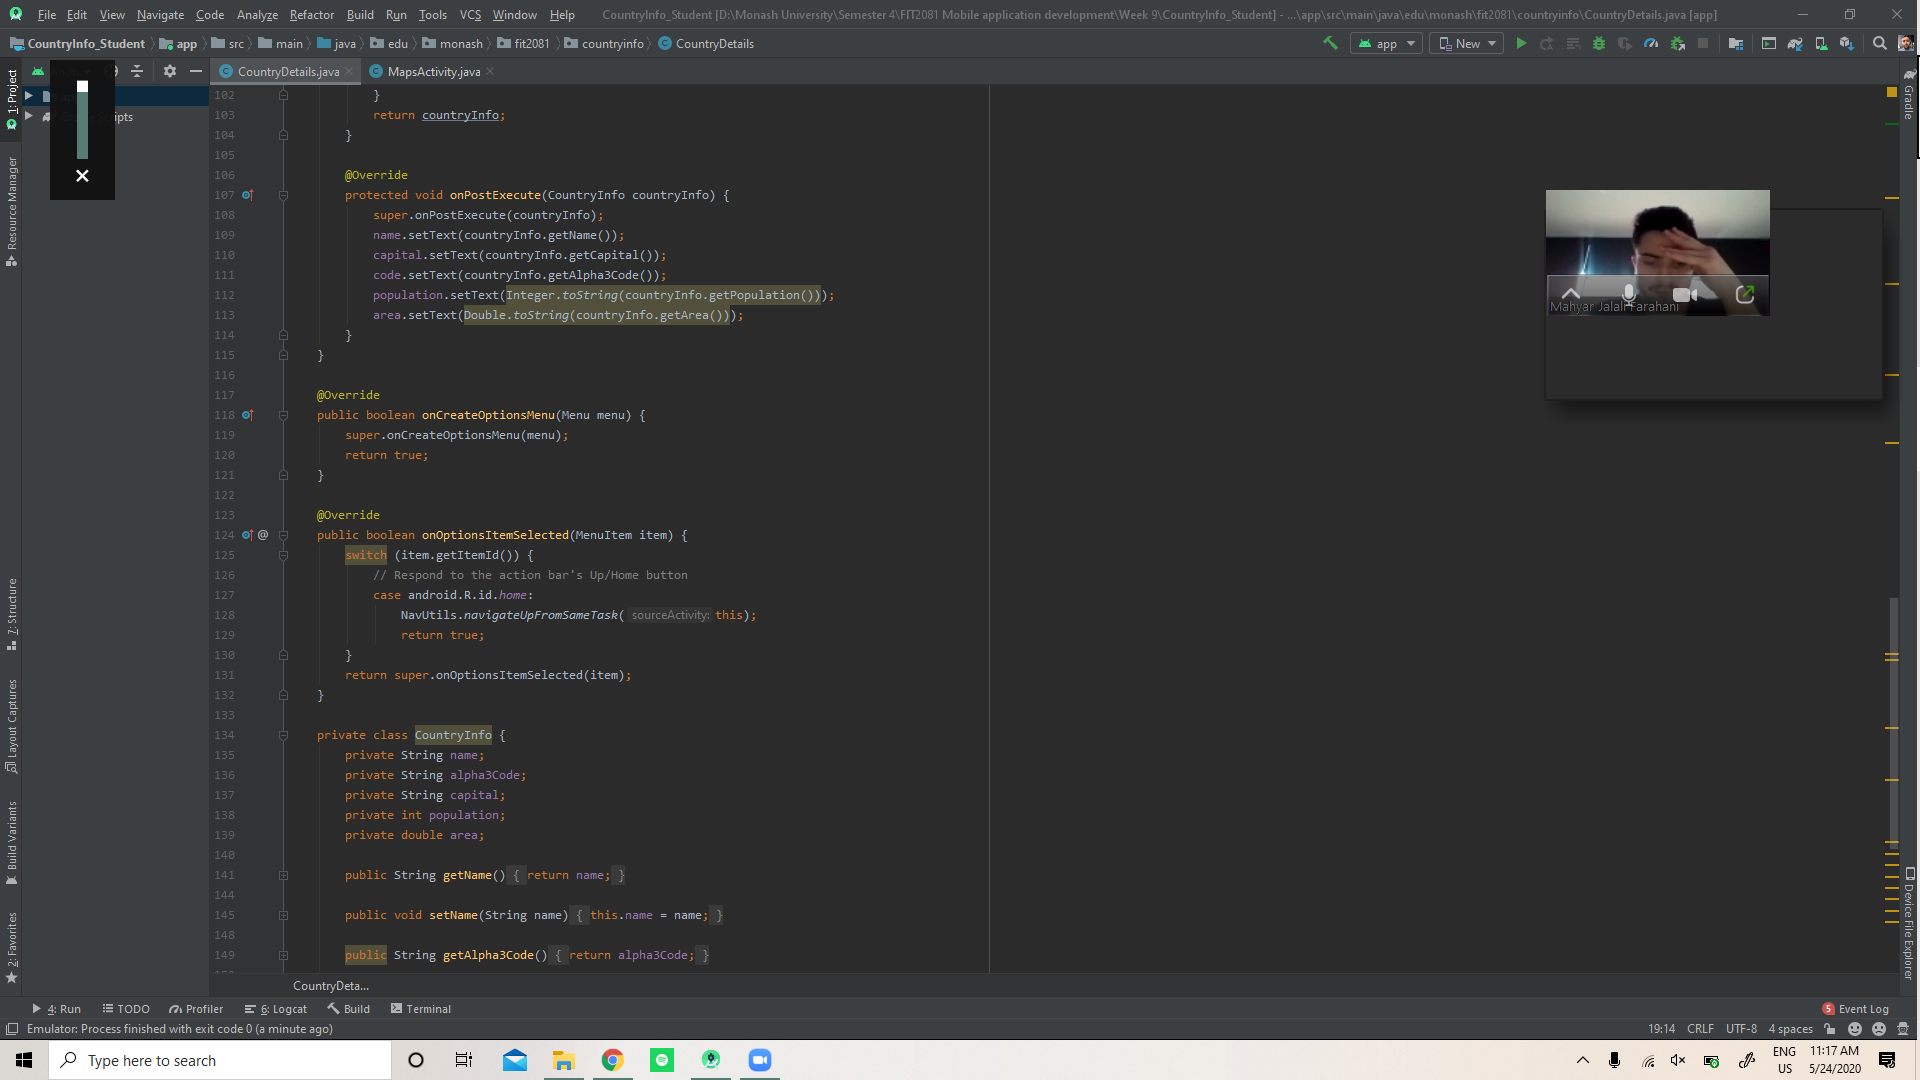 File Edit View Navigate Code Analyze Refactor Build Run Tools VCS Window Help CountryInfo_Student [D:\Monash University\Semester 4\FIT2081 Mobile application development\Week 9\CountryInfo_Student] - ...\app\src\main\java\edu\monash\fit2081\countryinfo\CountryDetails.java [app]
CountryInfo_Student app src main java edu monash fit2081 countryinfo CountryDetails app New
CountryDetails.java MapsActivity.java
1: Project
Resource Manager
7: Structure
Layout Captures
Build Variants
2: Favorites
102 }
103 return countryInfo;
104 }
105
106 @Override
107 protected void onPostExecute(CountryInfo countryInfo) {
108 super.onPostExecute(countryInfo);
109 name.setText(countryInfo.getName());
110 capital.setText(countryInfo.getCapital());
111 code.setText(countryInfo.getAlpha3Code());
112 population.setText(Integer.toString(countryInfo.getPopulation()));
113 area.setText(Double.toString(countryInfo.getArea()));
114 }
115 }
116
117 @Override
118 public boolean onCreateOptionsMenu(Menu menu) {
119 super.onCreateOptionsMenu(menu);
120 return true;
121 }
122
123 @Override
124 @ public boolean onOptionsItemSelected(MenuItem item) {
125 switch (item.getItemId()) {
126 // Respond to the action bar's Up/Home button
127 case android.R.id.home:
128 NavUtils.navigateUpFromSameTask( sourceActivity: this);
129 return true;
130 }
131 return super.onOptionsItemSelected(item);
132 }
133
134 private class CountryInfo {
135 private String name;
136 private String alpha3Code;
137 private String capital;
138 private int population;
139 private double area;
140
141 public String getName() { return name; }
144
145 public void setName(String name) { this.name = name; }
148
149 public String getAlpha3Code() { return alpha3Code; }
Mahyar Jalali Farahani
Gradle
Device File Explorer
CountryDeta...
4: Run TODO Profiler 6: Logcat Build Terminal 5 Event Log
Emulator: Process finished with exit code 0 (a minute ago) 19:14 CRLF UTF-8 4 spaces
Type here to search ENG 11:17 AM
US 5/24/2020